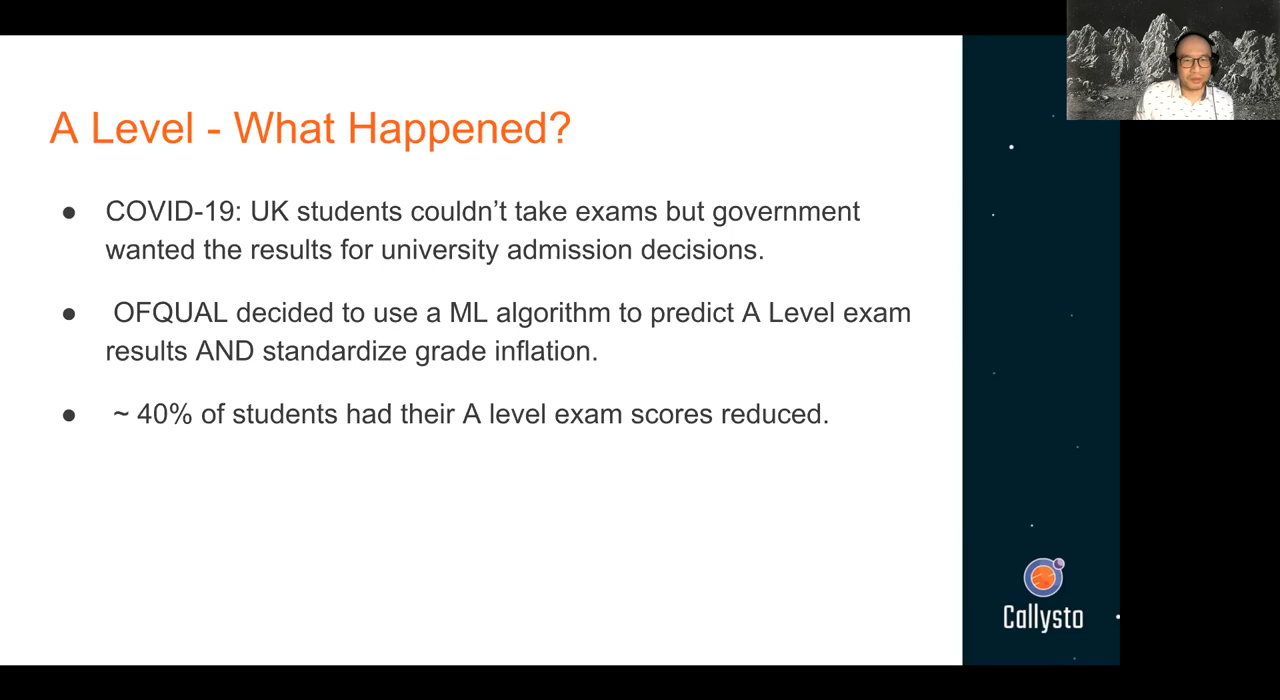 A Level - What Happened?
● COVID-19: UK students couldn’t take exams but government
wanted the results for university admission decisions.
● OFQUAL decided to use a ML algorithm to predict A Level exam
results AND standardize grade inflation.
● ~ 40% of students had their A level exam scores reduced.
Callysto